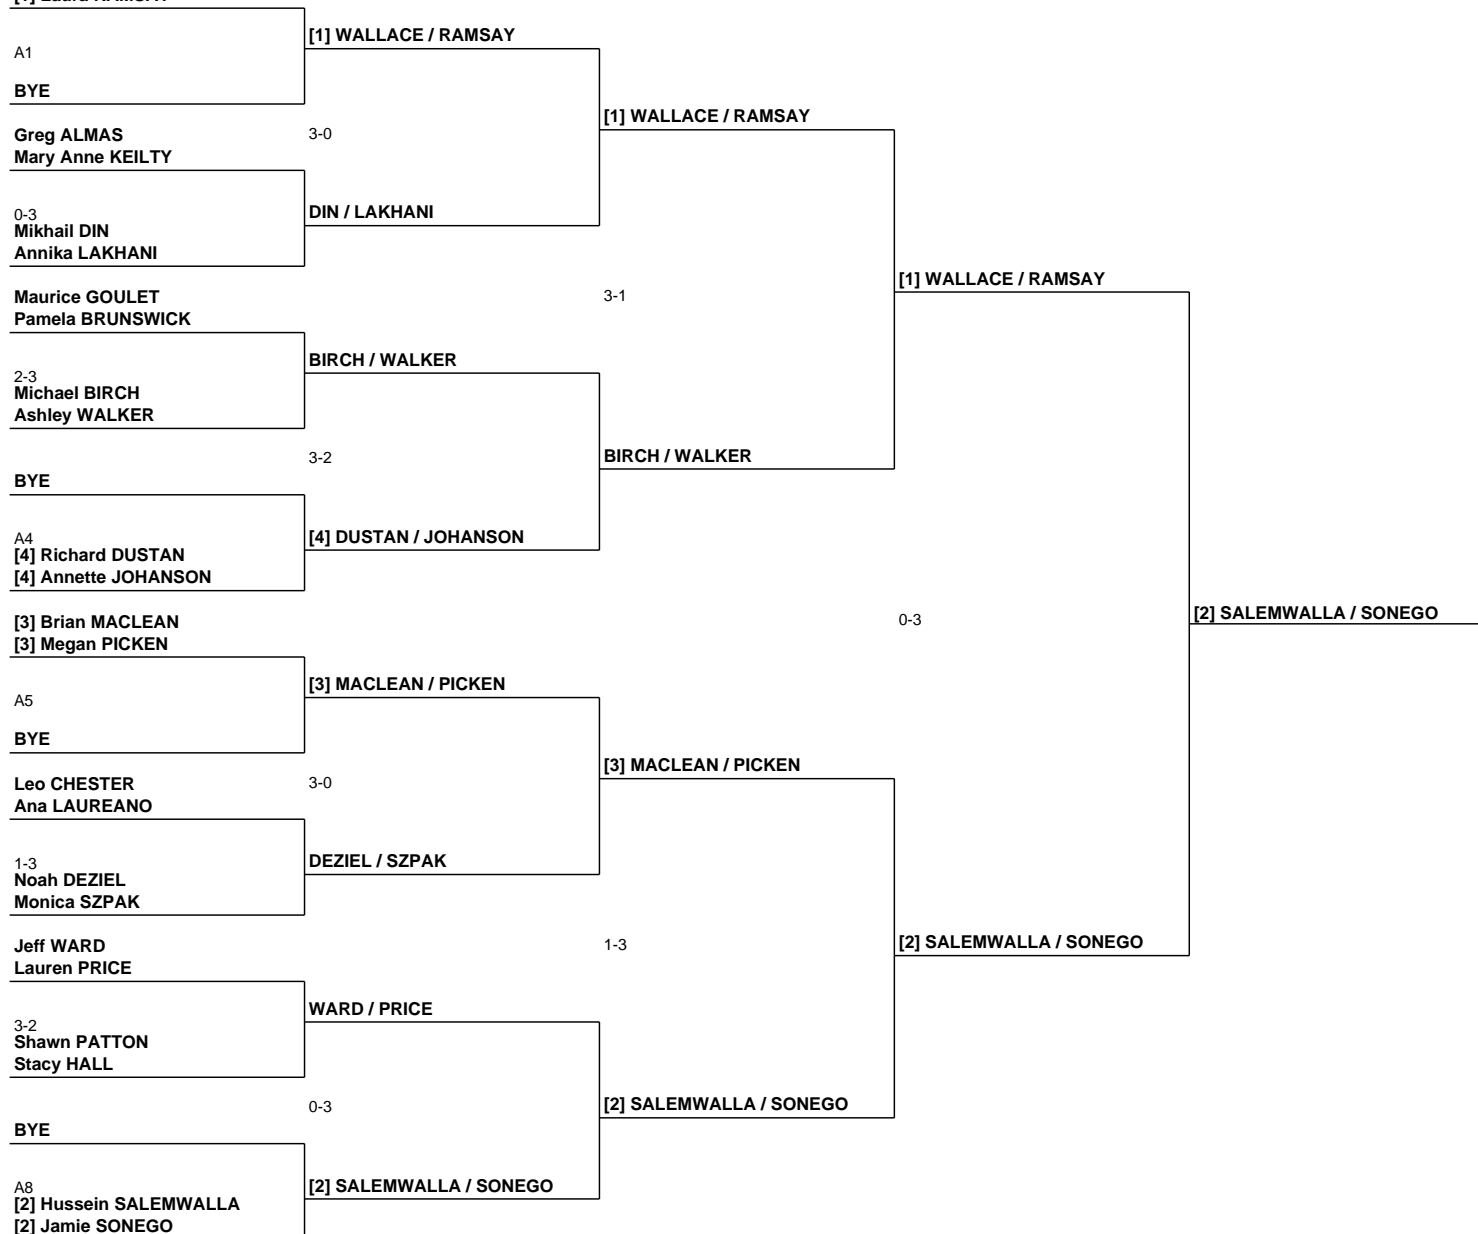 [1] WALLACE / RAMSAY
A1
BYE
[1] WALLACE / RAMSAY
Greg ALMAS
Mary Anne KEILTY
3-0
0-3
Mikhail DIN
Annika LAKHANI
DIN / LAKHANI
[1] WALLACE / RAMSAY
Maurice GOULET
Pamela BRUNSWICK
3-1
BIRCH / WALKER
2-3
Michael BIRCH
Ashley WALKER
3-2
BIRCH / WALKER
BYE
A4
[4] Richard DUSTAN
[4] Annette JOHANSON
[4] DUSTAN / JOHANSON
[3] Brian MACLEAN
[3] Megan PICKEN
0-3
[2] SALEMWALLA / SONEGO
[3] MACLEAN / PICKEN
A5
BYE
[3] MACLEAN / PICKEN
Leo CHESTER
Ana LAUREANO
3-0
1-3
Noah DEZIEL
Monica SZPAK
DEZIEL / SZPAK
Jeff WARD
Lauren PRICE
1-3
[2] SALEMWALLA / SONEGO
WARD / PRICE
3-2
Shawn PATTON
Stacy HALL
0-3
[2] SALEMWALLA / SONEGO
BYE
A8
[2] Hussein SALEMWALLA
[2] Jamie SONEGO
[2] SALEMWALLA / SONEGO